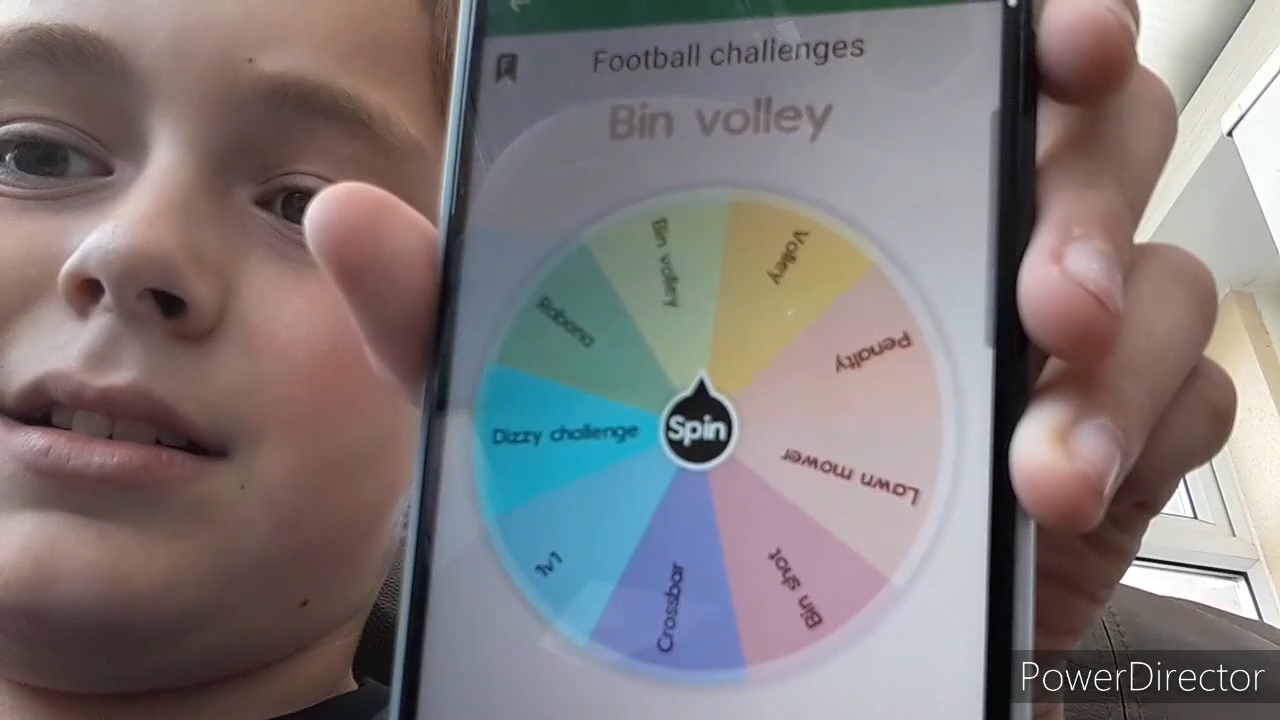 Football challenges
Bin volley
Bin volley
Volley
Penalty
Lawn mower
Bin shot
Crossbar
1v1
Dizzy challenge
Rabona
Spin
PowerDirector